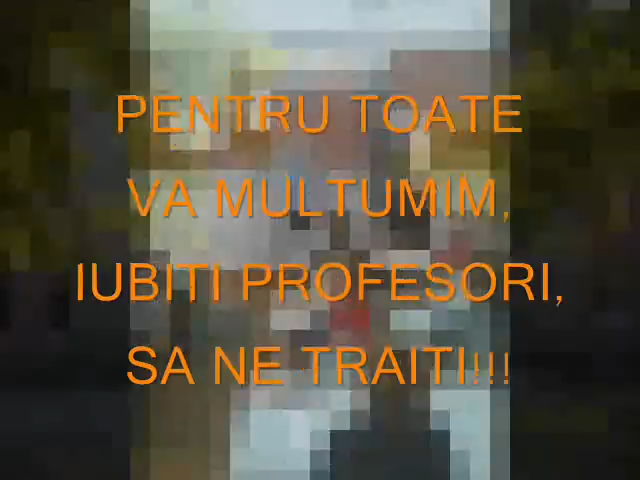 PENTRU TOATE
VA MULTUMIM,
IUBITI PROFESORI,
SA NE TRAITI!!!